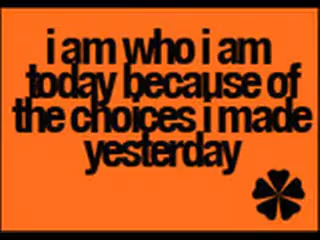 i am who i am
today because of
the choices i made
yesterday